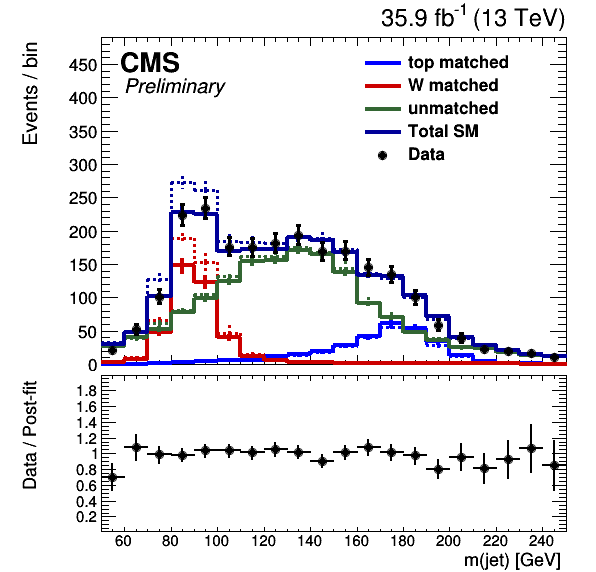 35.9 fb⁻¹ (13 TeV)
CMS
Preliminary
top matched
W matched
unmatched
Total SM
Data
Events / bin
450
400
350
300
250
200
150
100
50
0
Data / Post-fit
1.8
1.6
1.4
1.2
1
0.8
0.6
0.4
0.2
60 80 100 120 140 160 180 200 220 240
m(jet) [GeV]